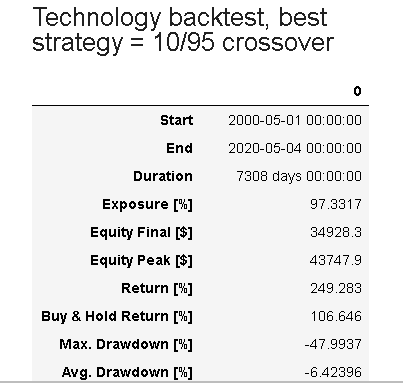 Technology backtest, best
strategy = 10/95 crossover
0
Start 2000-05-01 00:00:00
End 2020-05-04 00:00:00
Duration 7308 days 00:00:00
Exposure [%] 97.3317
Equity Final [$] 34928.3
Equity Peak [$] 43747.9
Return [%] 249.283
Buy & Hold Return [%] 106.646
Max. Drawdown [%] -47.9937
Avg. Drawdown [%] -6.42396